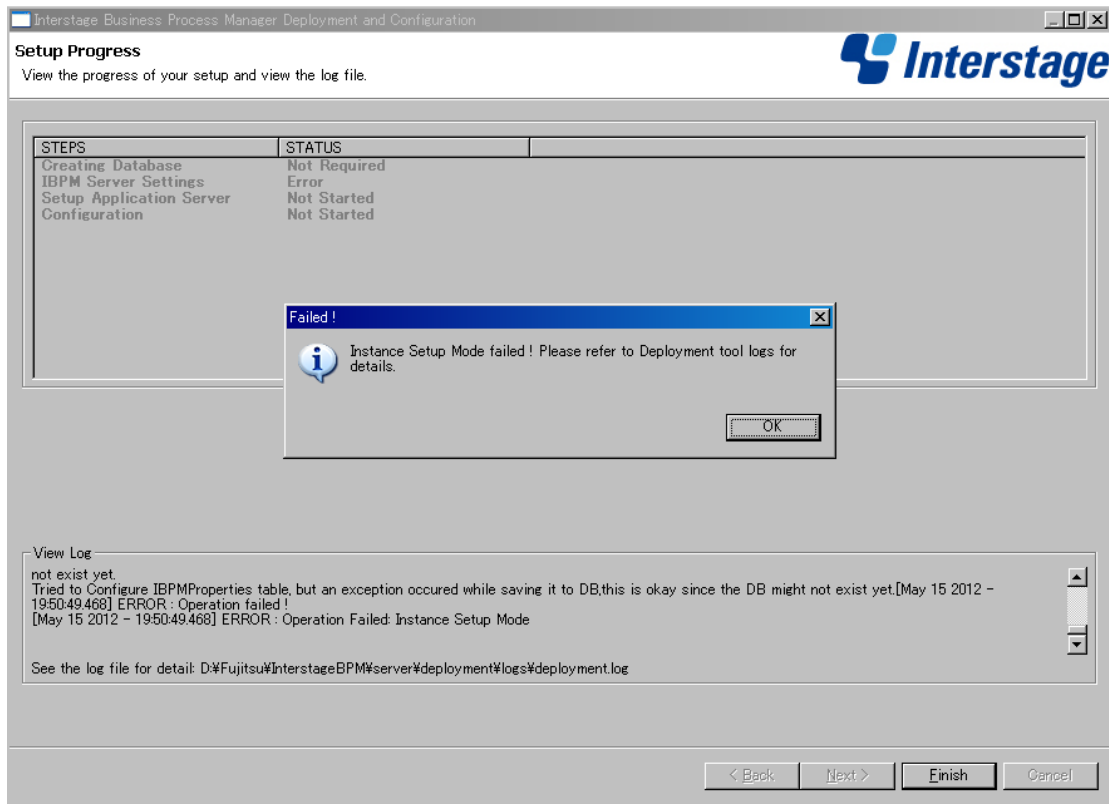 Interstage Business Process Manager Deployment and Configuration
Setup Progress
View the progress of your setup and view the log file.
Interstage
STEPS STATUS
Creating Database Not Required
IBPM Server Settings Error
Setup Application Server Not Started
Configuration Not Started
Failed !
Instance Setup Mode failed ! Please refer to Deployment tool logs for
details.
OK
View Log
not exist yet.
Tried to Configure IBPMProperties table, but an exception occured while saving it to DB,this is okay since the DB might not exist yet.[May 15 2012 -
19:50:49.468] ERROR : Operation failed !
[May 15 2012 - 19:50:49.468] ERROR : Operation Failed: Instance Setup Mode
See the log file for detail: D:¥Fujitsu¥InterstageBPM¥server¥deployment¥logs¥deployment.log
< Back Next > Finish Cancel